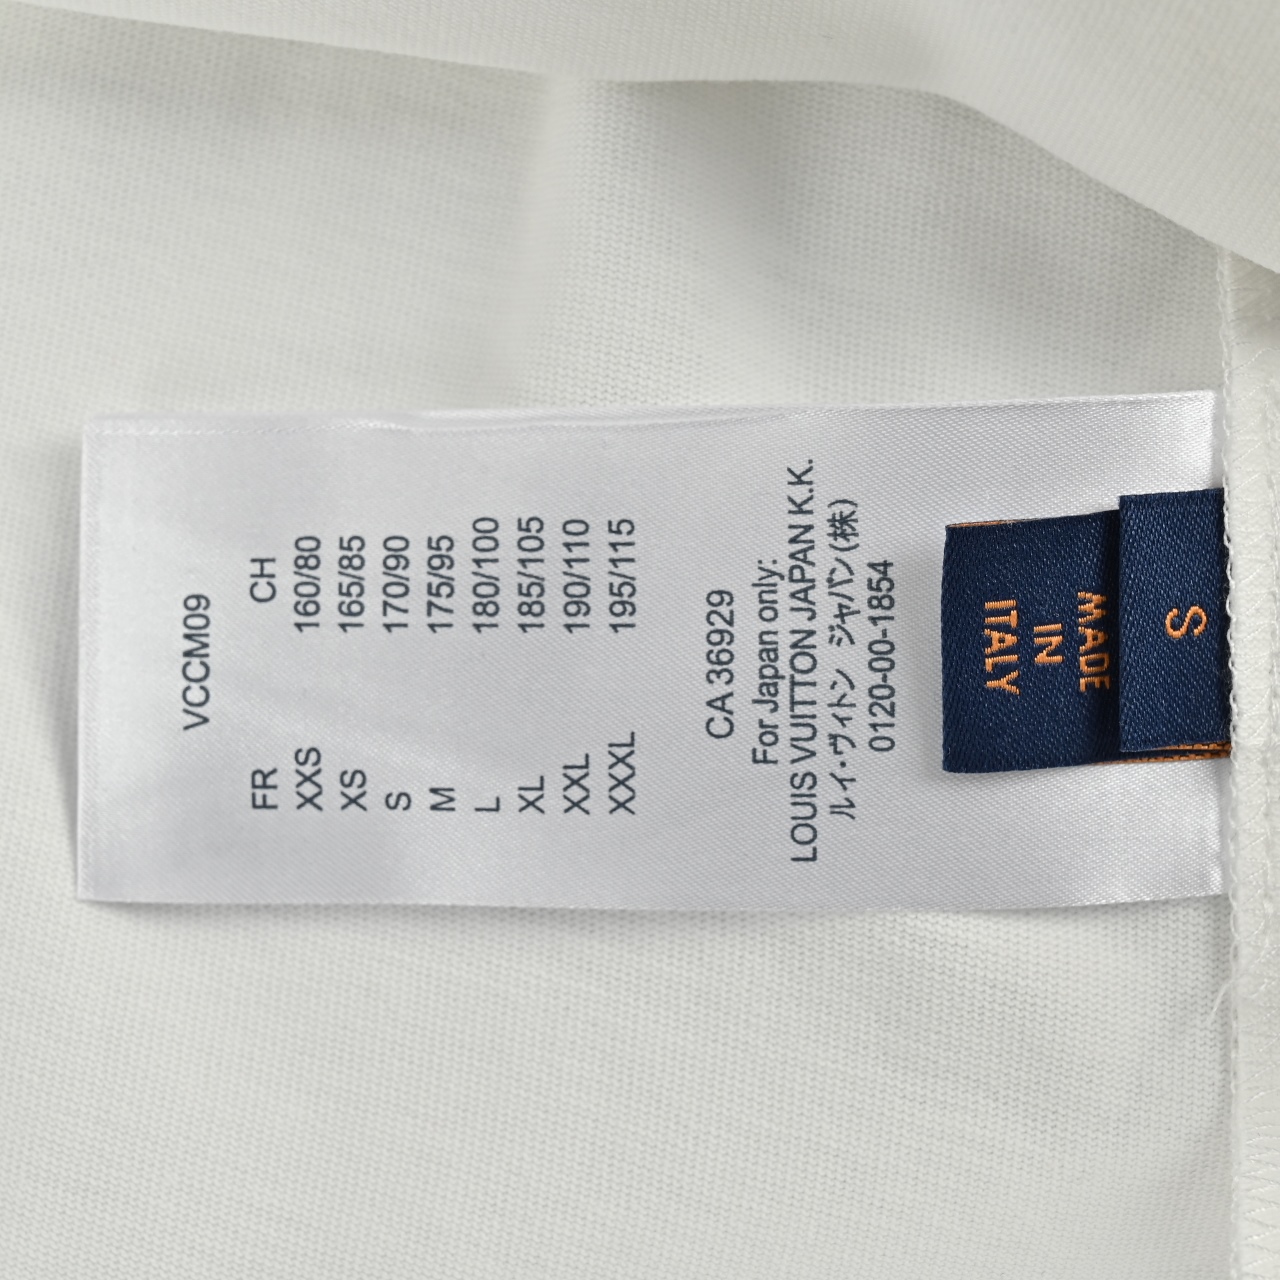 VCCM09
FR CH
XXS 160/80
XS 165/85
S 170/90
M 175/95
L 180/100
XL 185/105
XXL 190/110
XXXL 195/115
CA 36929
For Japan only:
LOUIS VUITTON JAPAN K.K.
ルイ・ヴィトン ジャパン(株)
0120-00-1854
S
MADE
IN
ITALY